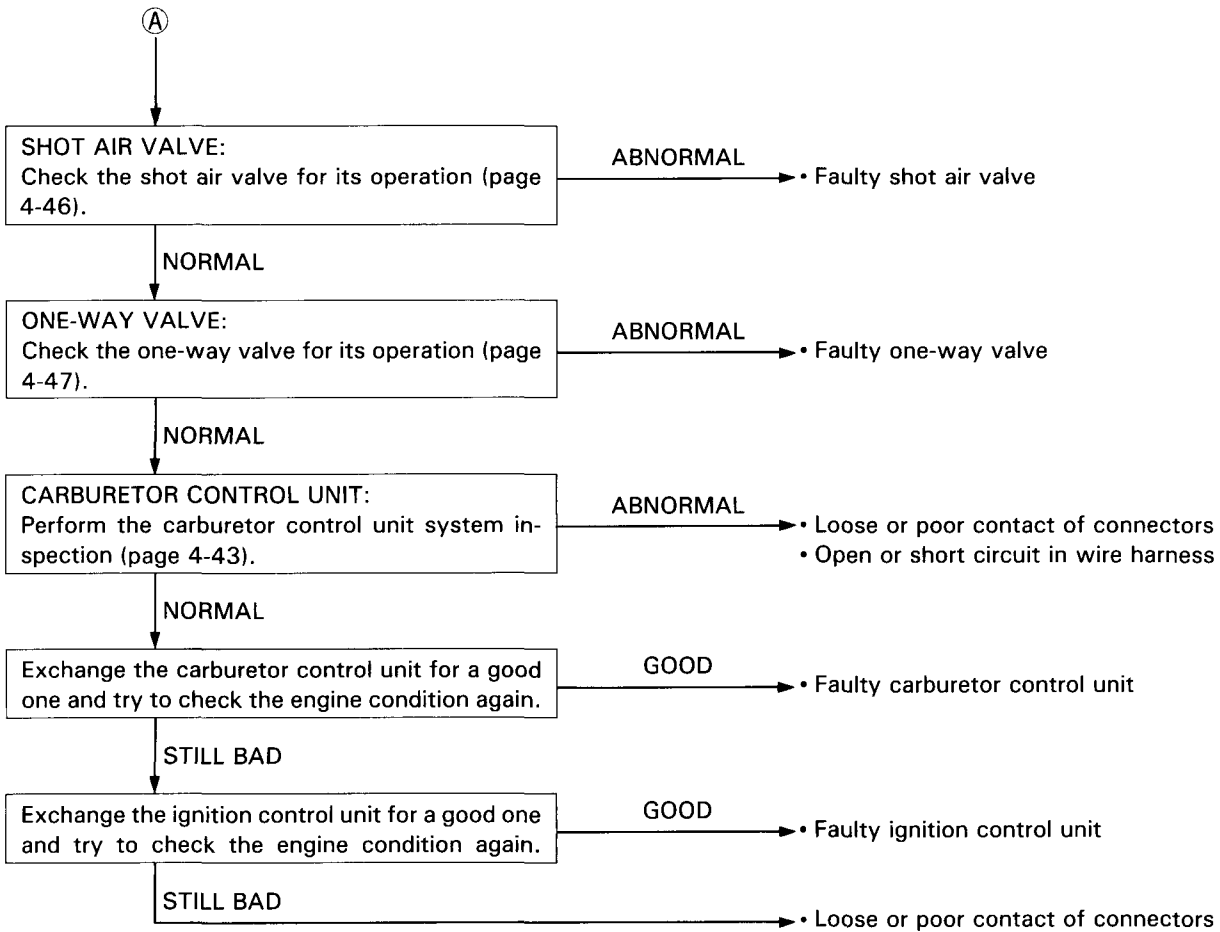 Ⓐ
SHOT AIR VALVE:
Check the shot air valve for its operation (page
4-46).
ABNORMAL
• Faulty shot air valve
NORMAL
ONE-WAY VALVE:
Check the one-way valve for its operation (page
4-47).
ABNORMAL
• Faulty one-way valve
NORMAL
CARBURETOR CONTROL UNIT:
Perform the carburetor control unit system in-
spection (page 4-43).
ABNORMAL
• Loose or poor contact of connectors
• Open or short circuit in wire harness
NORMAL
Exchange the carburetor control unit for a good
one and try to check the engine condition again.
GOOD
• Faulty carburetor control unit
STILL BAD
Exchange the ignition control unit for a good one
and try to check the engine condition again.
GOOD
• Faulty ignition control unit
STILL BAD
• Loose or poor contact of connectors